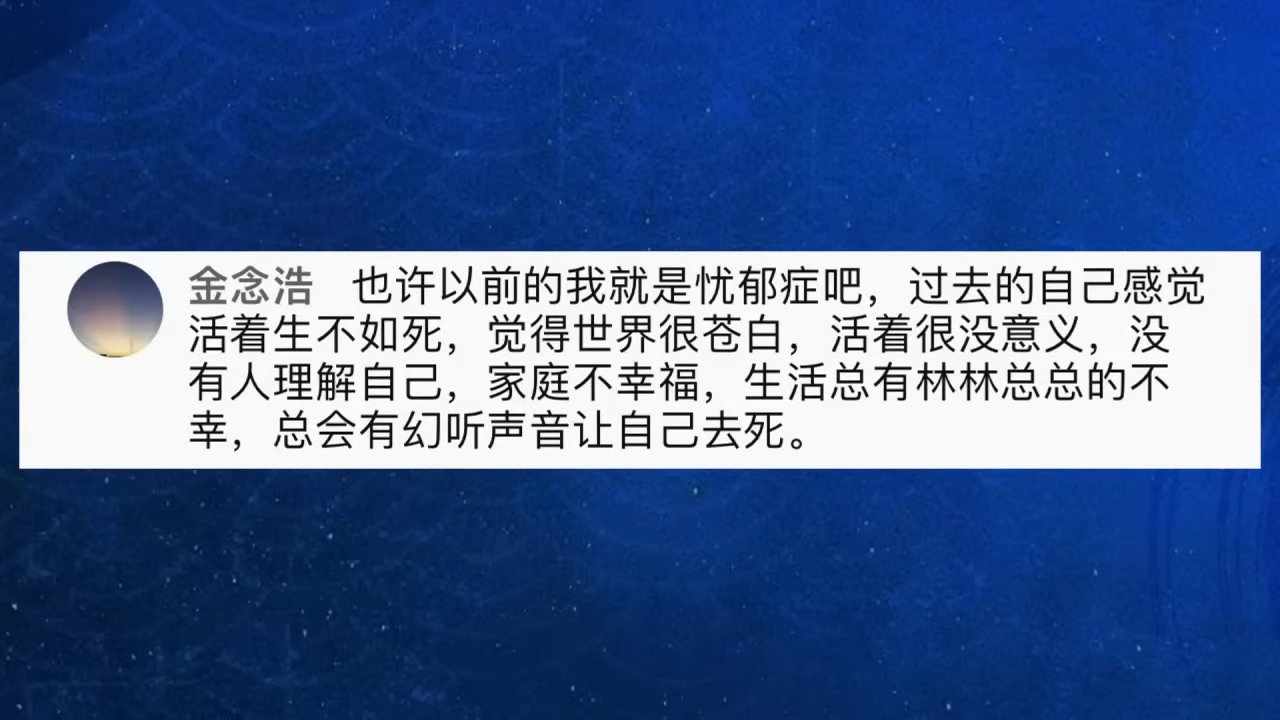 金念浩 也许以前的我就是忧郁症吧，过去的自己感觉
活着生不如死，觉得世界很苍白，活着很没意义，没
有人理解自己，家庭不幸福，生活总有林林总总的不
幸，总会有幻听声音让自己去死。